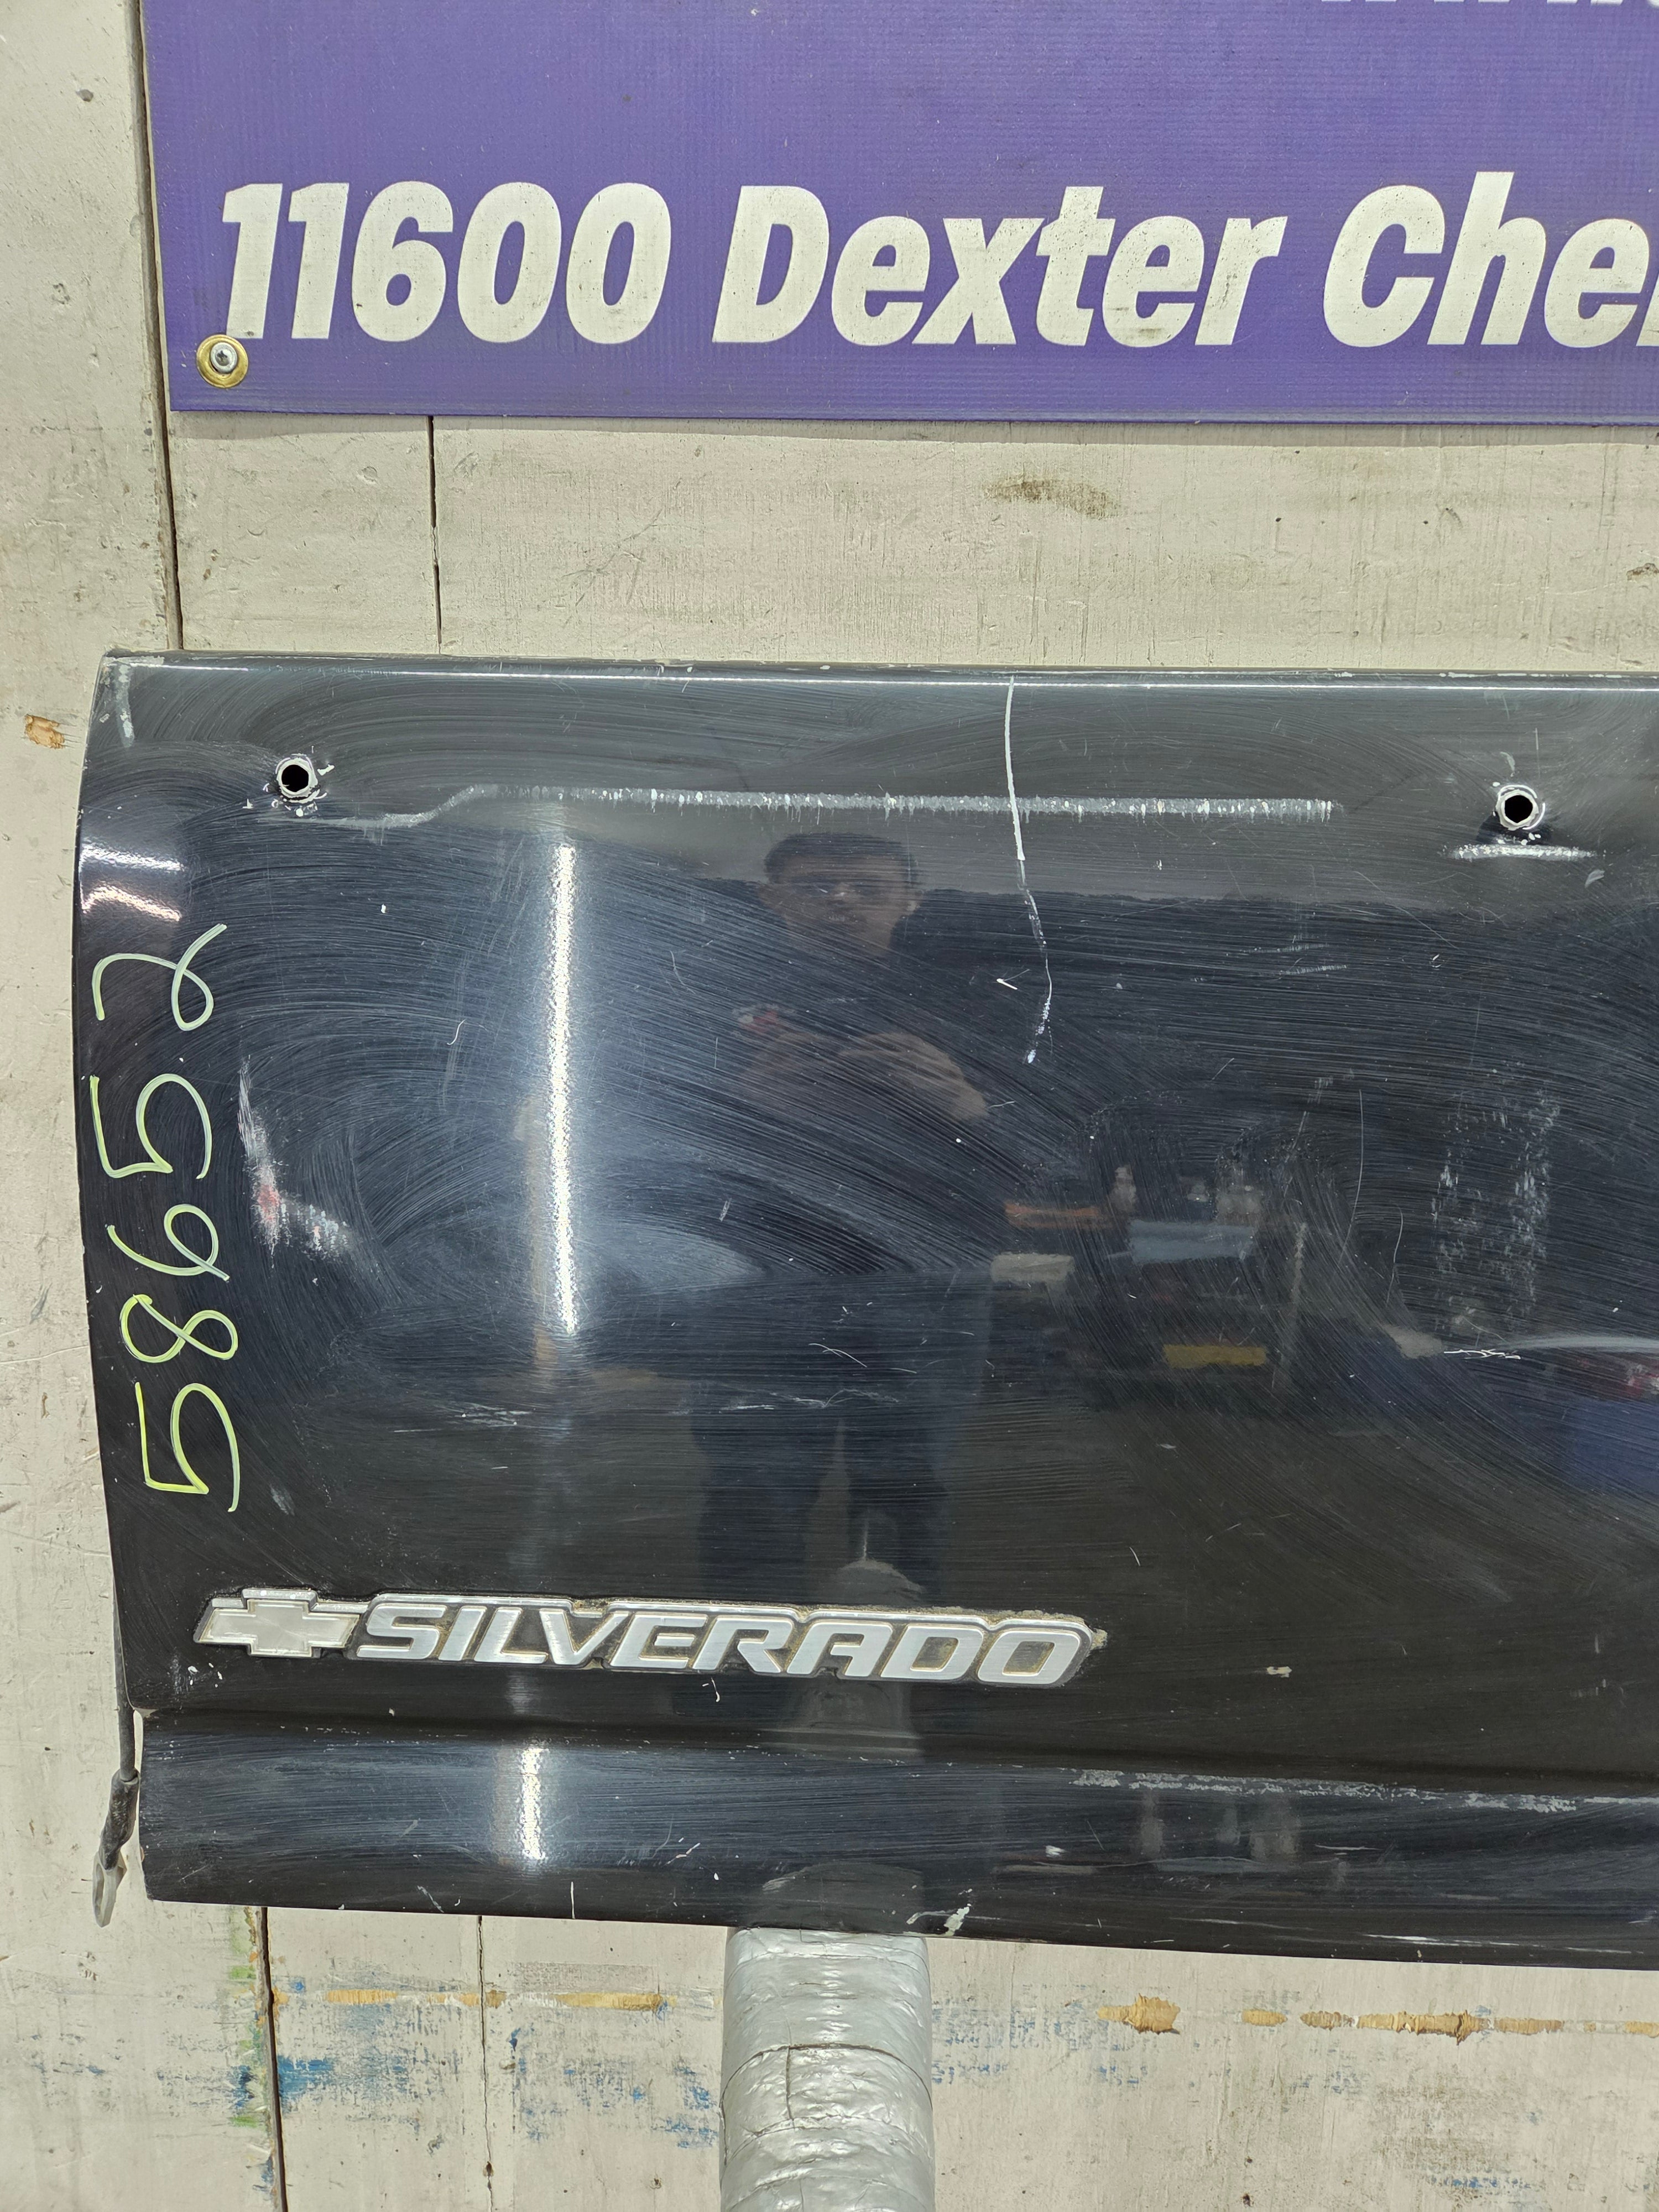 11600 Dexter Che
58652
SILVERADO